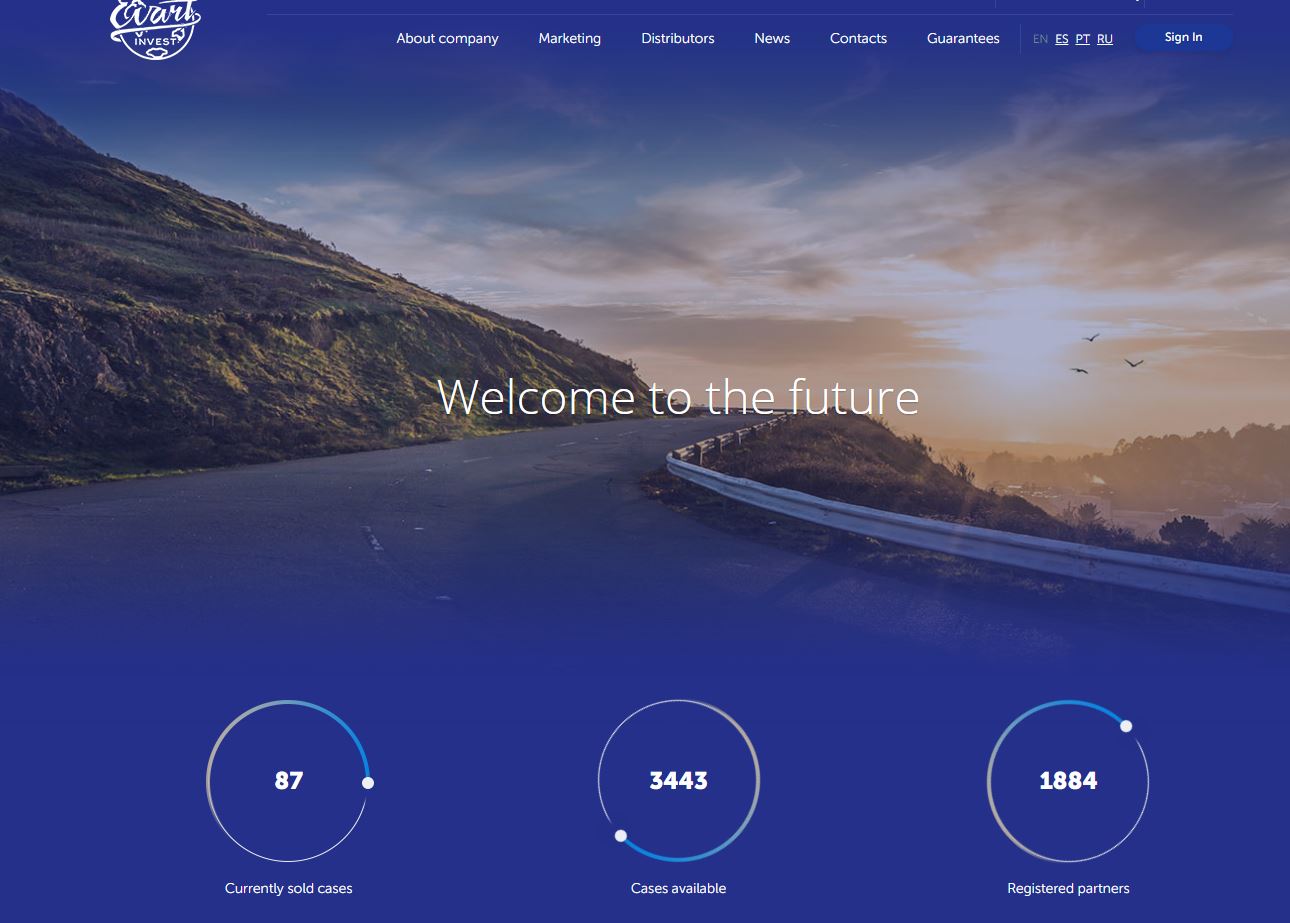 Evart
INVEST
About company Marketing Distributors News Contacts Guarantees EN ES PT RU Sign In
Welcome to the future
87 3443 1884
Currently sold cases Cases available Registered partners